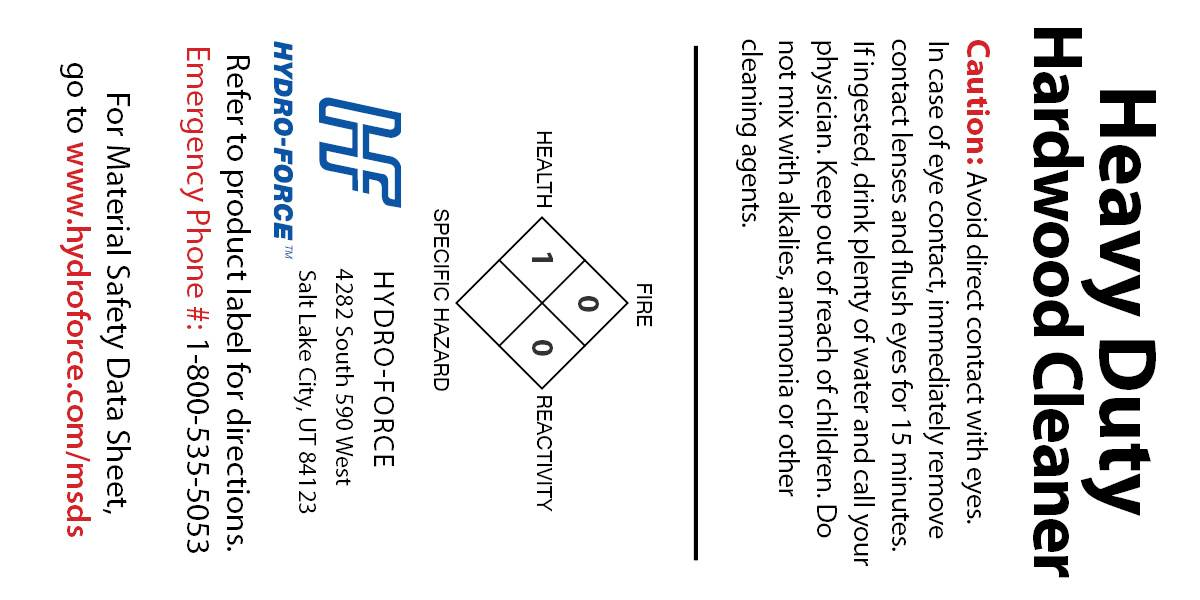 Heavy Duty
Hardwood Cleaner
Caution: Avoid direct contact with eyes.
In case of eye contact, immediately remove
contact lenses and flush eyes for 15 minutes.
If ingested, drink plenty of water and call your
physician. Keep out of reach of children. Do
not mix with alkalies, ammonia or other
cleaning agents.
FIRE
0
HEALTH 1 0 REACTIVITY
SPECIFIC HAZARD
HF
HYDRO-FORCE™
HYDRO-FORCE
4282 South 590 West
Salt Lake City, UT 84123
Refer to product label for directions.
Emergency Phone #: 1-800-535-5053
For Material Safety Data Sheet,
go to www.hydroforce.com/msds